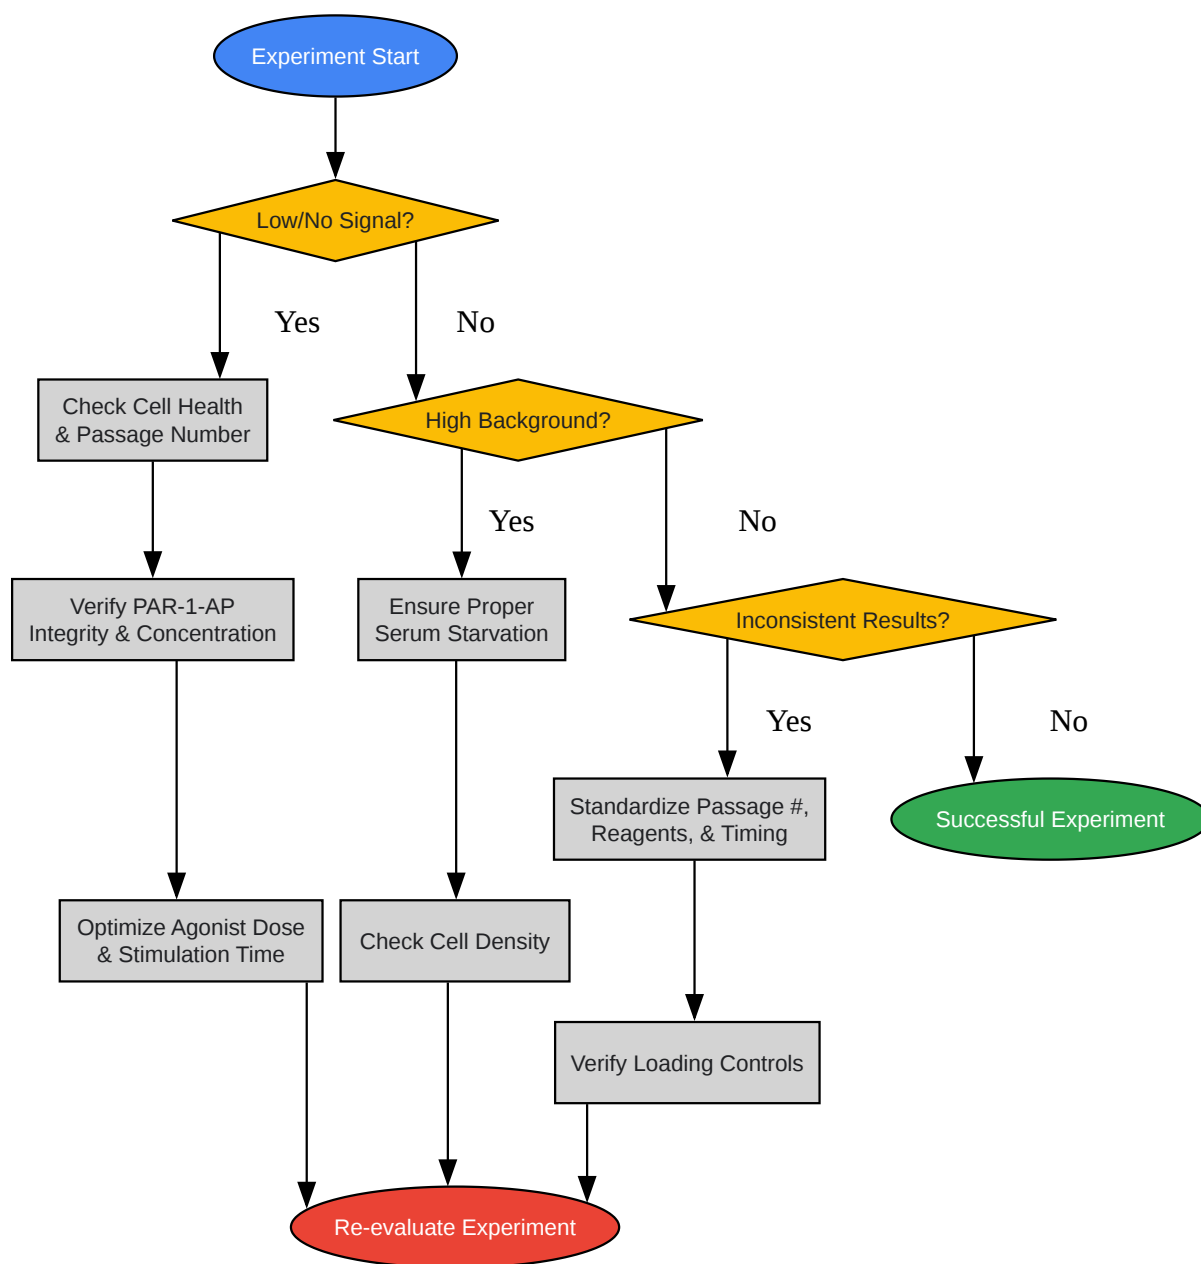 Experiment Start
Low/No Signal?
Yes
No
Check Cell Health
& Passage Number
High Background?
Yes
No
Verify PAR-1-AP
Integrity & Concentration
Ensure Proper
Serum Starvation
Inconsistent Results?
Yes
No
Standardize Passage #,
Reagents, & Timing
Successful Experiment
Optimize Agonist Dose
& Stimulation Time
Check Cell Density
Verify Loading Controls
Re-evaluate Experiment